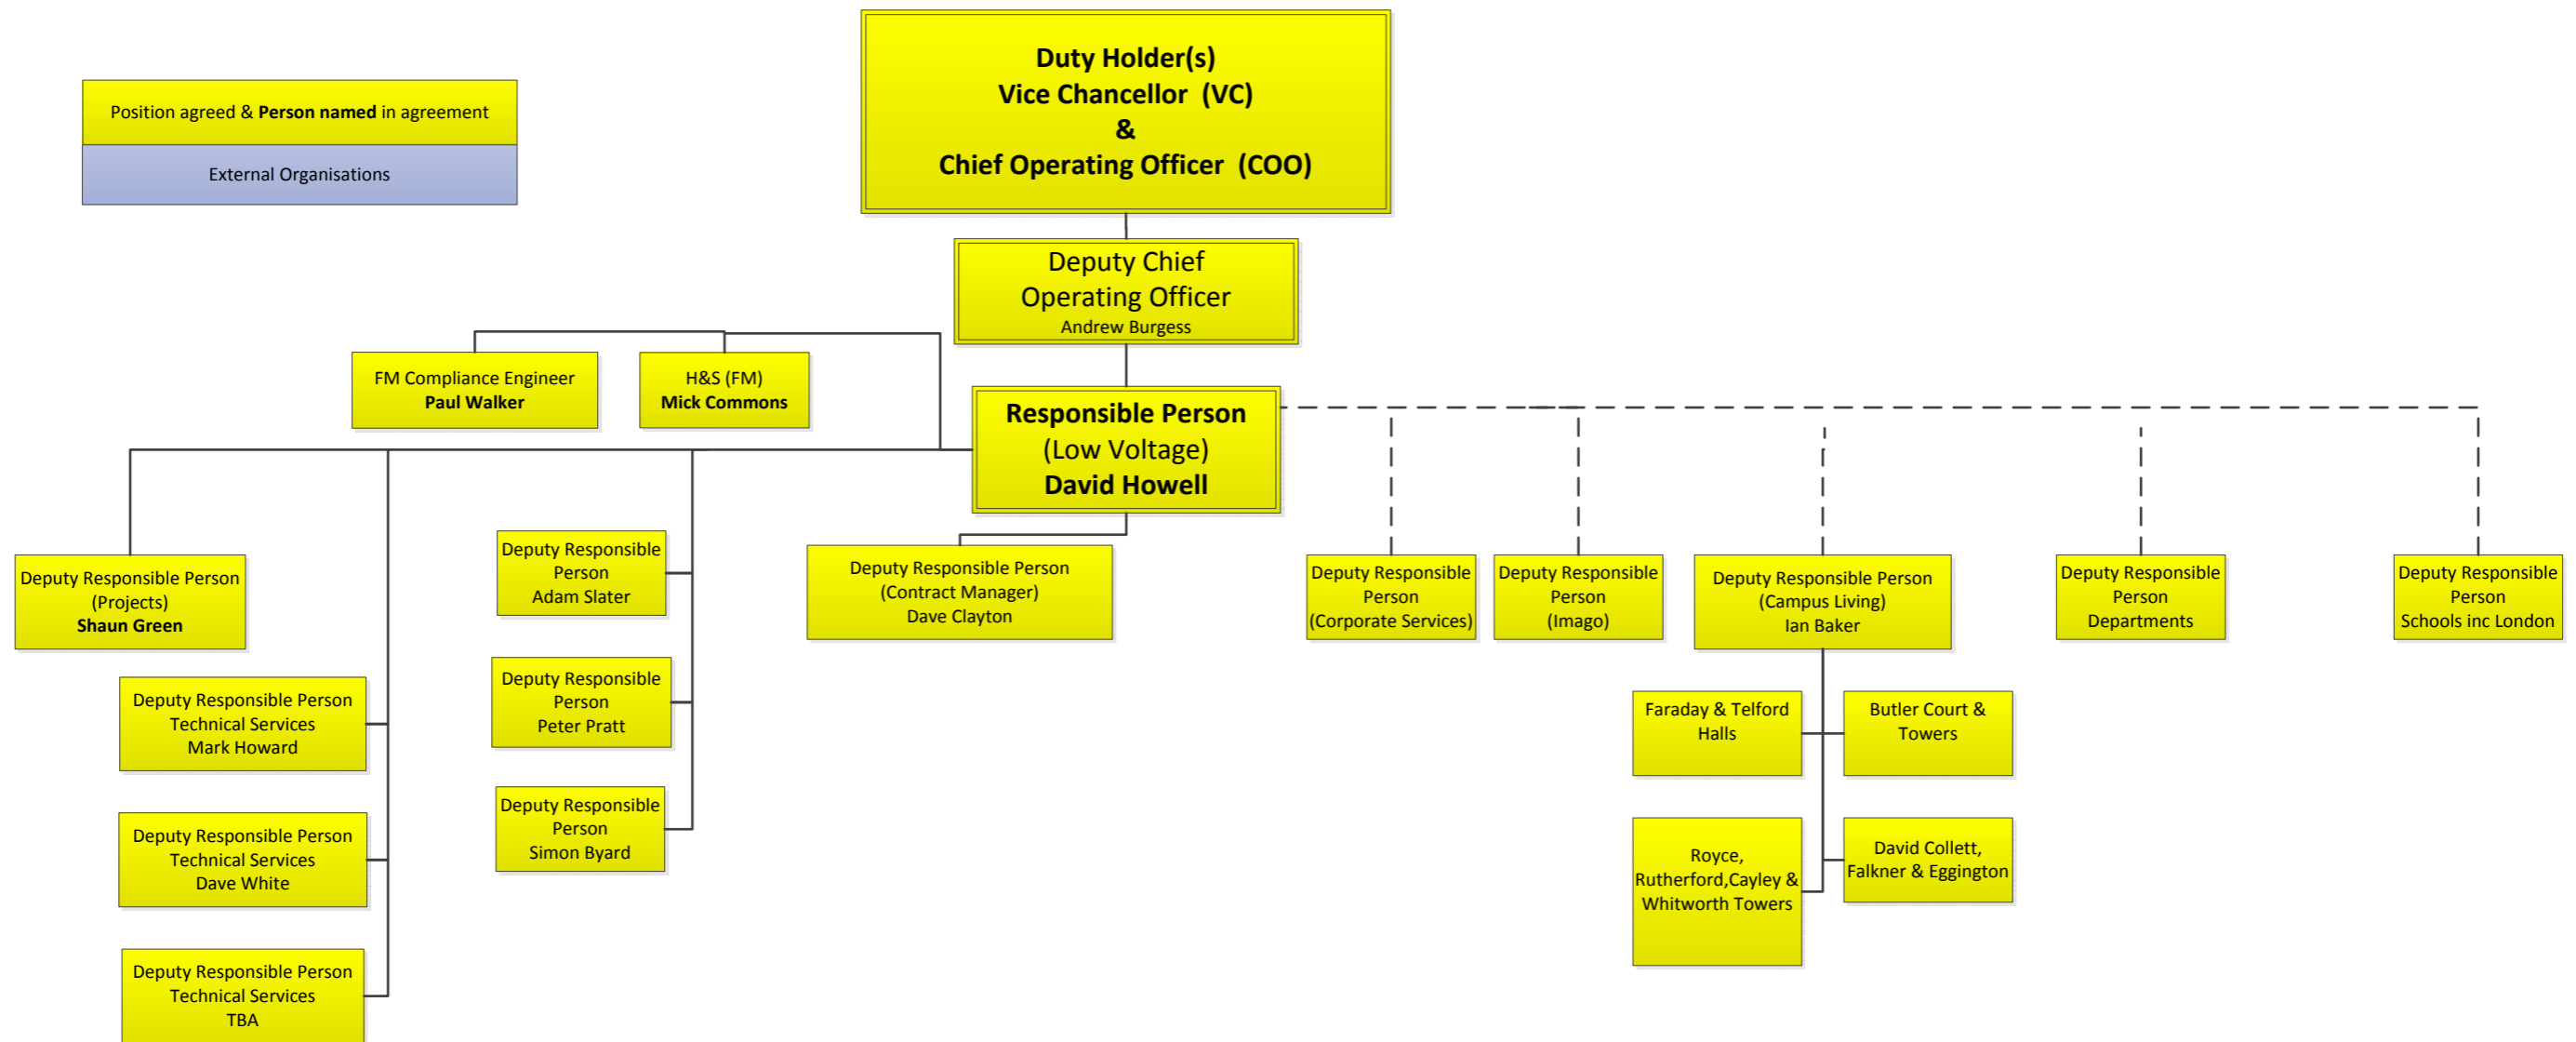 Duty Holder(s)
Vice Chancellor (VC)
&
Chief Operating Officer (COO)
Position agreed & Person named in agreement
External Organisations
Deputy Chief
Operating Officer
Andrew Burgess
FM Compliance Engineer
Paul Walker
H&S (FM)
Mick Commons
Responsible Person
(Low Voltage)
David Howell
Deputy Responsible Person
(Projects)
Shaun Green
Deputy Responsible
Person
Adam Slater
Deputy Responsible Person
(Contract Manager)
Dave Clayton
Deputy Responsible
Person
(Corporate Services)
Deputy Responsible
Person
(Imago)
Deputy Responsible Person
(Campus Living)
Ian Baker
Deputy Responsible
Person
Departments
Deputy Responsible
Person
Schools inc London
Deputy Responsible Person
Technical Services
Mark Howard
Deputy Responsible
Person
Peter Pratt
Faraday & Telford
Halls
Butler Court &
Towers
Deputy Responsible Person
Technical Services
Dave White
Deputy Responsible
Person
Simon Byard
Royce,
Rutherford,Cayley &
Whitworth Towers
David Collett,
Falkner & Eggington
Deputy Responsible Person
Technical Services
TBA